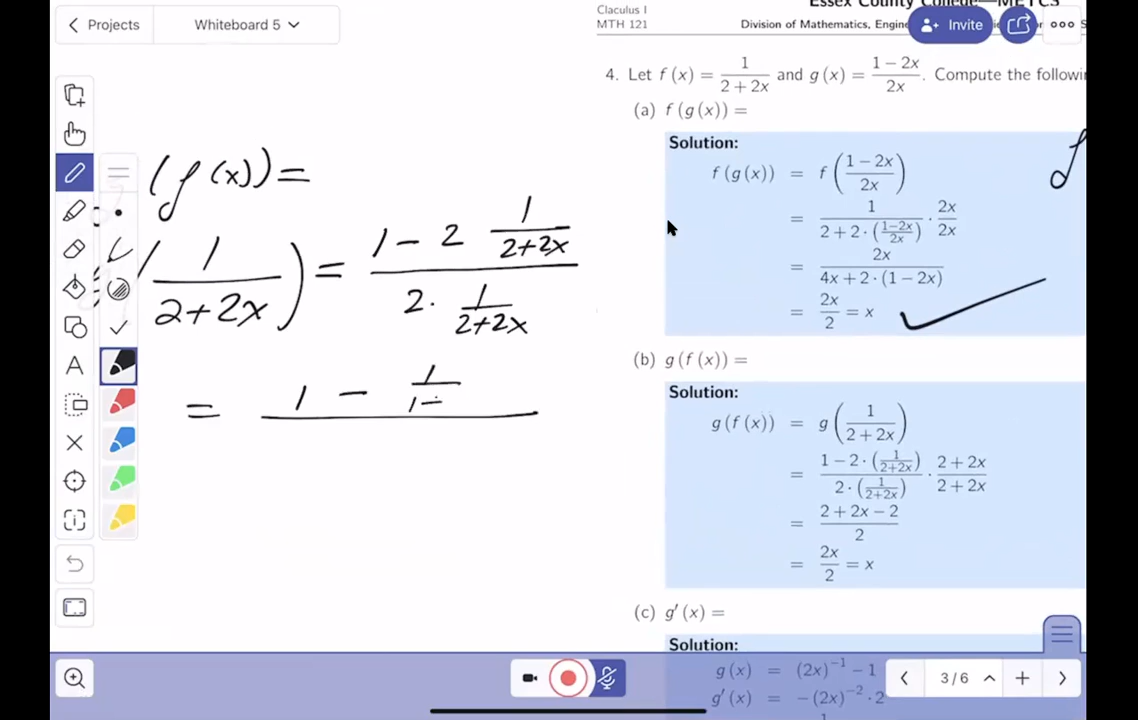 Projects
Whiteboard 5
Claculus I
MTH 121
Essex County College—METCS
Division of Mathematics, Engine
Invite
4. Let f (x) = 1/(2 + 2x) and g (x) = (1 − 2x)/(2x). Compute the followi
(a) f (g (x)) =
Solution:
f (g (x)) = f ((1 − 2x)/(2x))
= 1/(2 + 2 · ((1−2x)/(2x))) · 2x/2x
= 2x/(4x + 2 · (1 − 2x))
= 2x/2 = x
(b) g (f (x)) =
Solution:
g (f (x)) = g (1/(2 + 2x))
= (1 − 2 · (1/(2+2x)))/(2 · (1/(2+2x))) · (2 + 2x)/(2 + 2x)
= (2 + 2x − 2)/2
= 2x/2 = x
(c) g′ (x) =
Solution:
g (x) = (2x)⁻¹ − 1
g′ (x) = − (2x)⁻² · 2
(f (x)) =
(1/(2+2x)) = (1 − 2 1/(2+2x))/(2 · 1/(2+2x))
= 1 − 1/(1+
f
A
3/6